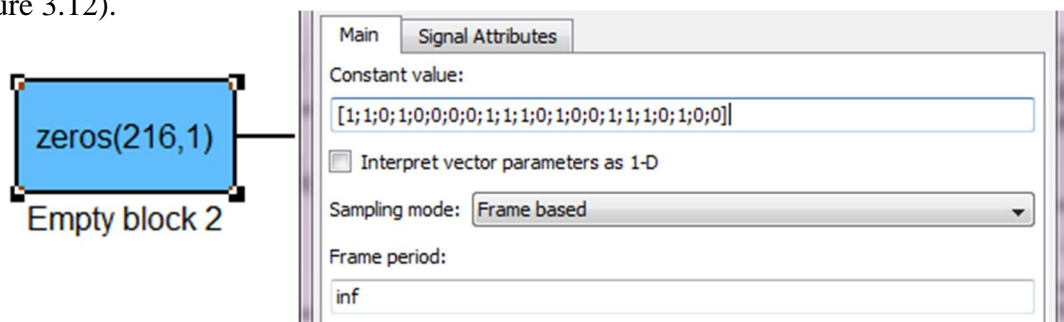 ure 3.12).
Main Signal Attributes
Constant value:
[1;1;0;1;0;0;0;0;1;1;1;0;1;0;0;1;1;1;0;1;0;0]
zeros(216,1)
Interpret vector parameters as 1-D
Sampling mode: Frame based
Empty block 2
Frame period:
inf